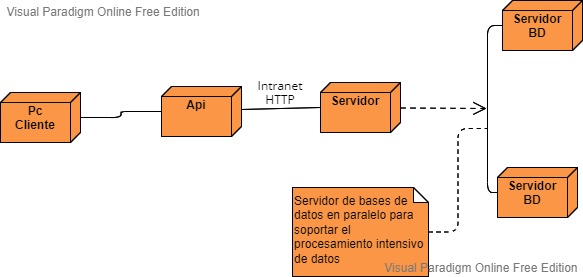 Visual Paradigm Online Free Edition
Servidor
BD
Intranet
HTTP
Pc
Cliente
Api
Servidor
Servidor
BD
Servidor de bases de
datos en paralelo para
soportar el
procesamiento intensivo
de datos
Visual Paradigm Online Free Edition